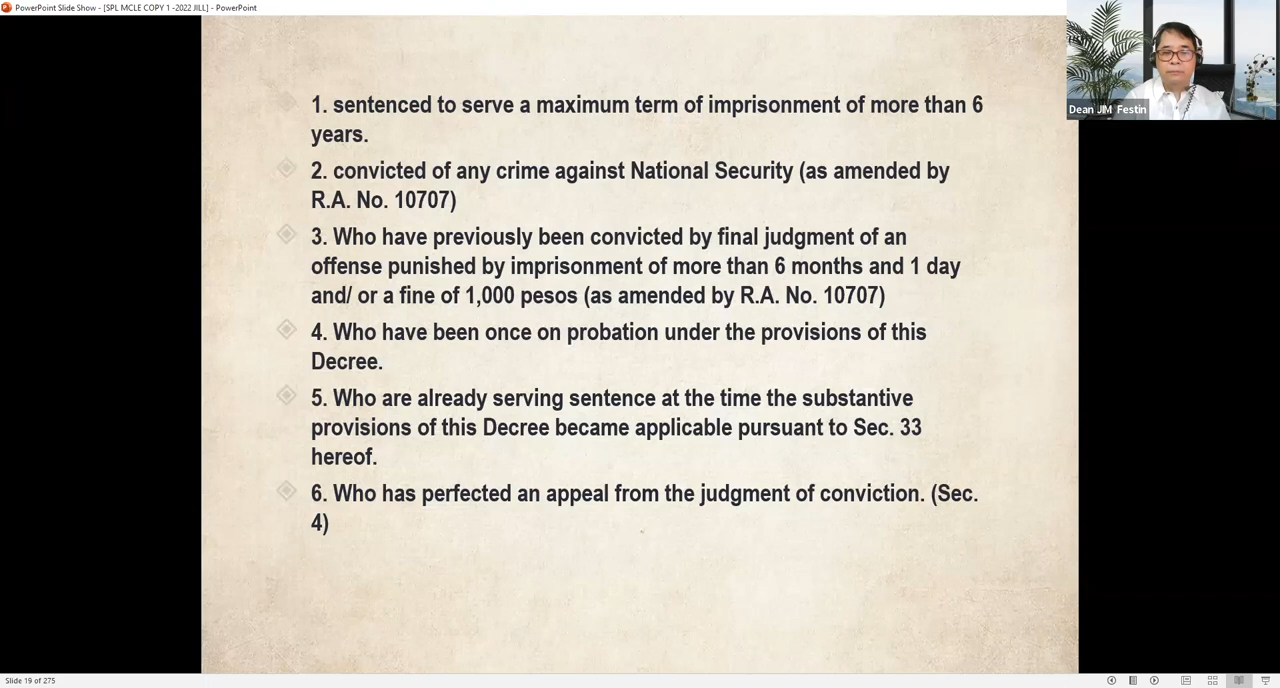 PowerPoint Slide Show - [SPL MCLE COPY 1 -2022 JILL] - PowerPoint
Dean JM Festin
1. sentenced to serve a maximum term of imprisonment of more than 6
years.
2. convicted of any crime against National Security (as amended by
R.A. No. 10707)
3. Who have previously been convicted by final judgment of an
offense punished by imprisonment of more than 6 months and 1 day
and/ or a fine of 1,000 pesos (as amended by R.A. No. 10707)
4. Who have been once on probation under the provisions of this
Decree.
5. Who are already serving sentence at the time the substantive
provisions of this Decree became applicable pursuant to Sec. 33
hereof.
6. Who has perfected an appeal from the judgment of conviction. (Sec.
4)
Slide 19 of 275